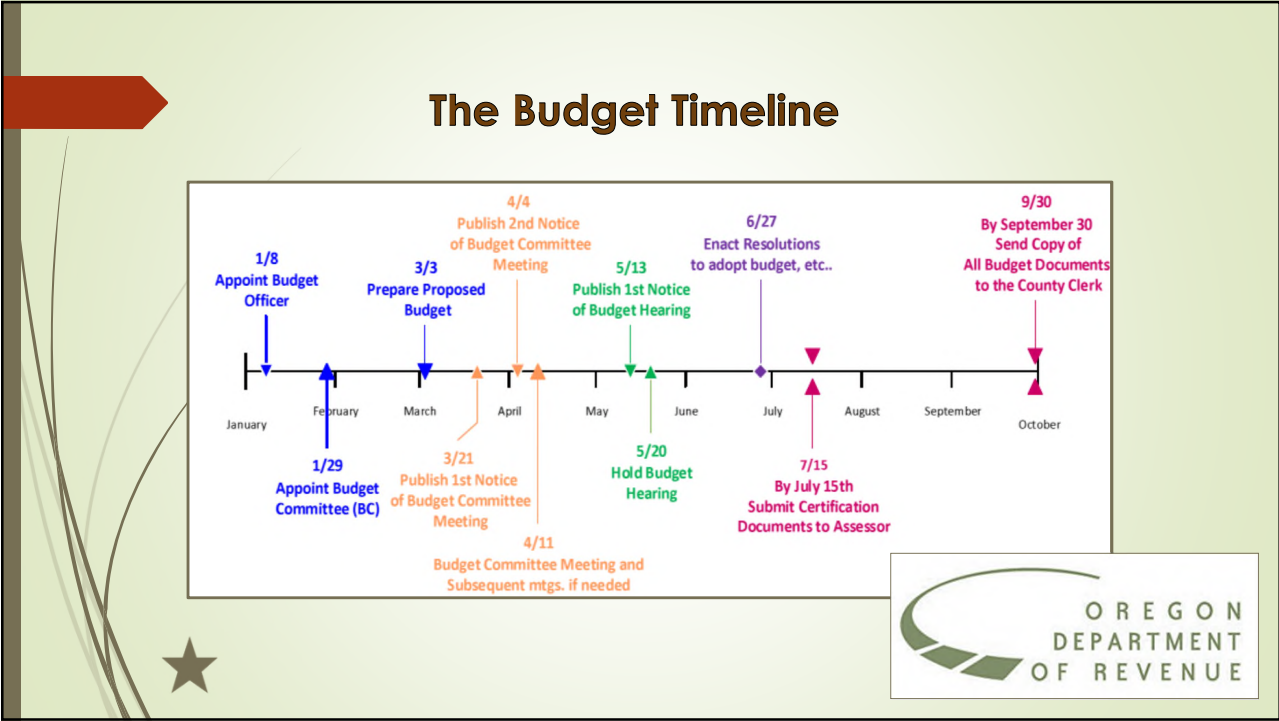 The Budget Timeline
1/8
Appoint Budget
Officer
3/3
Prepare Proposed
Budget
4/4
Publish 2nd Notice
of Budget Committee
Meeting
5/13
Publish 1st Notice
of Budget Hearing
6/27
Enact Resolutions
to adopt budget, etc..
9/30
By September 30
Send Copy of
All Budget Documents
to the County Clerk
January
February
March
April
May
June
July
August
September
October
1/29
Appoint Budget
Committee (BC)
3/21
Publish 1st Notice
of Budget Committee
Meeting
4/11
Budget Committee Meeting and
Subsequent mtgs. if needed
5/20
Hold Budget
Hearing
7/15
By July 15th
Submit Certification
Documents to Assessor
OREGON
DEPARTMENT
OF REVENUE